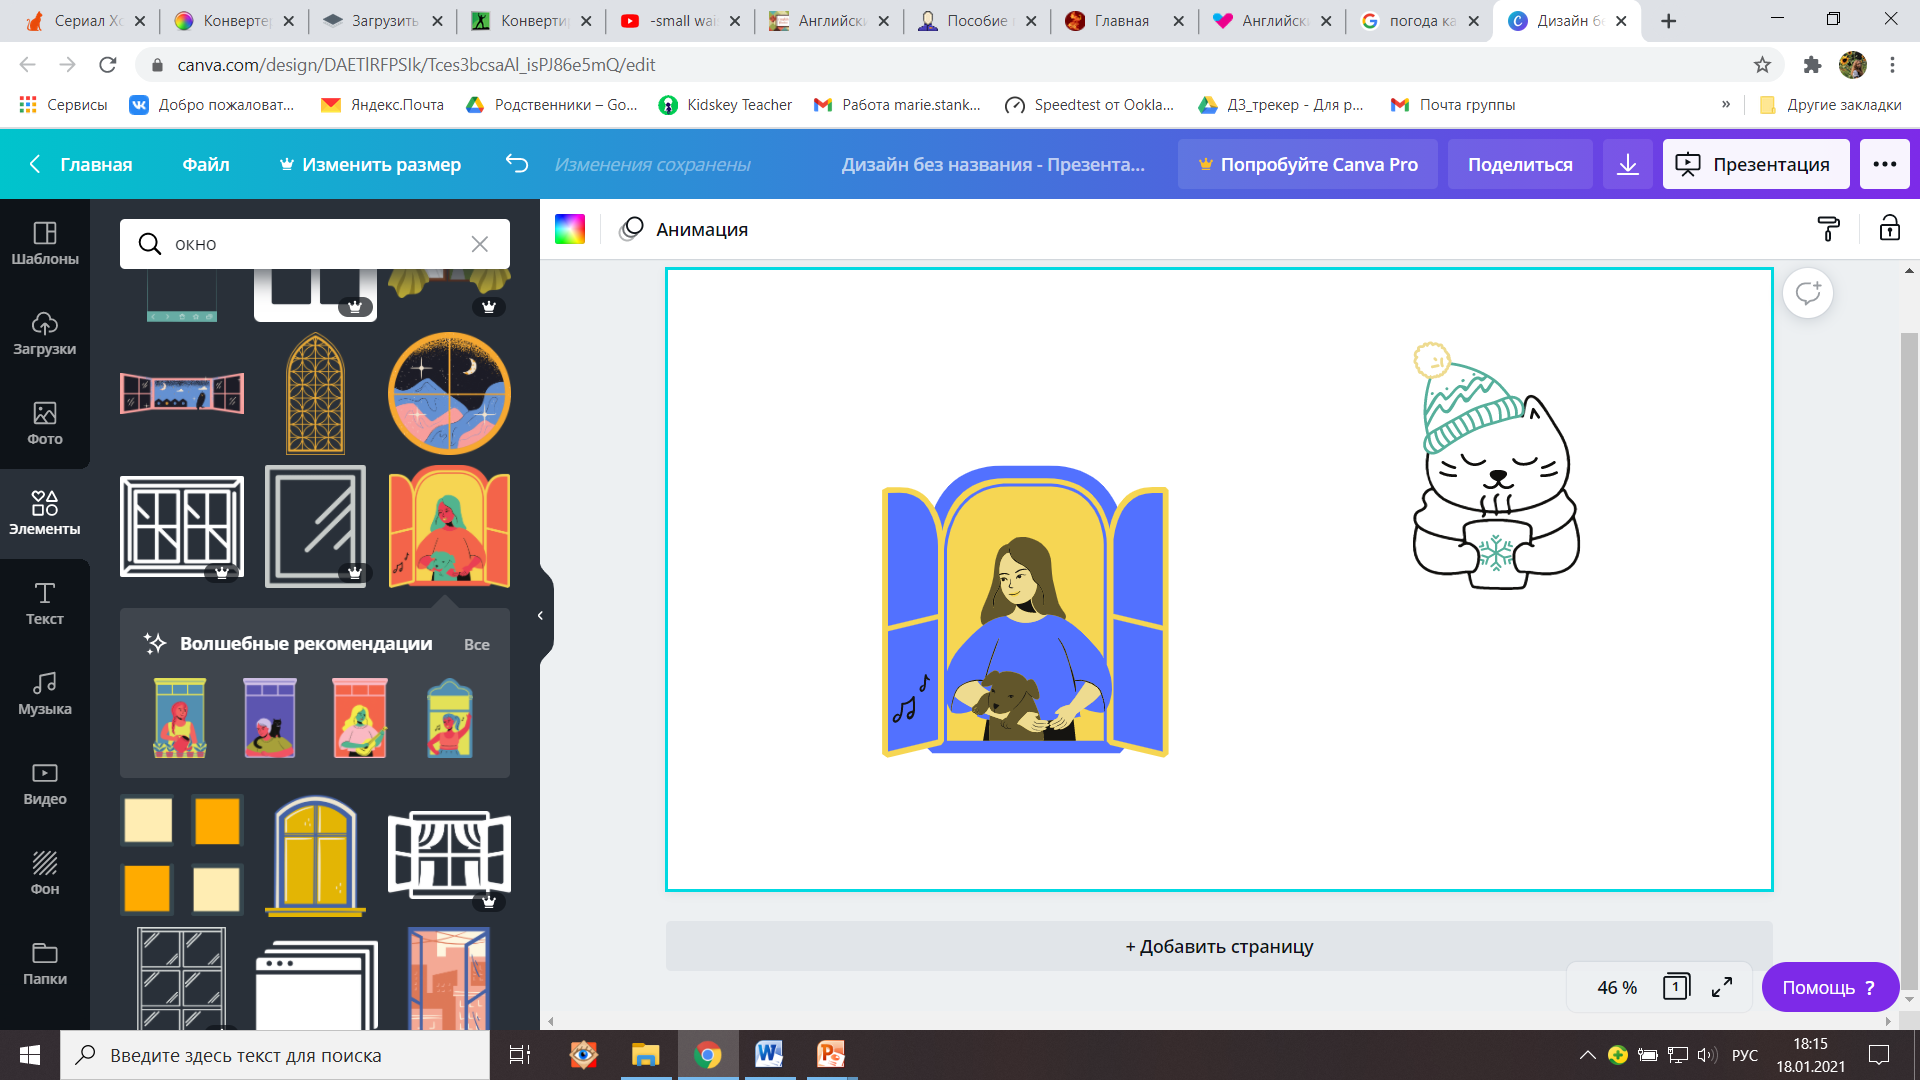 Сериал Хо
Конвертер
Загрузить
Конверти
-small wai
Английск
Пособие
Главная
Английск
погода ка
Дизайн бе
canva.com/design/DAETlRFPSIk/Tces3bcsaAl_isPJ86e5mQ/edit
Сервисы
Добро пожаловат...
Яндекс.Почта
Родственники – Go...
Kidskey Teacher
Работа marie.stank...
Speedtest от Ookla...
ДЗ_трекер - Для р...
Почта группы
»
Другие закладки
Главная
Файл
Изменить размер
Изменения сохранены
Дизайн без названия - Презента...
Попробуйте Canva Pro
Поделиться
Презентация
окно
Анимация
Шаблоны
Загрузки
Фото
Элементы
Текст
Музыка
Видео
Фон
Папки
Волшебные рекомендации
Все
+ Добавить страницу
46 %
1
Помощь ?
Введите здесь текст для поиска
РУС
18:15
18.01.2021